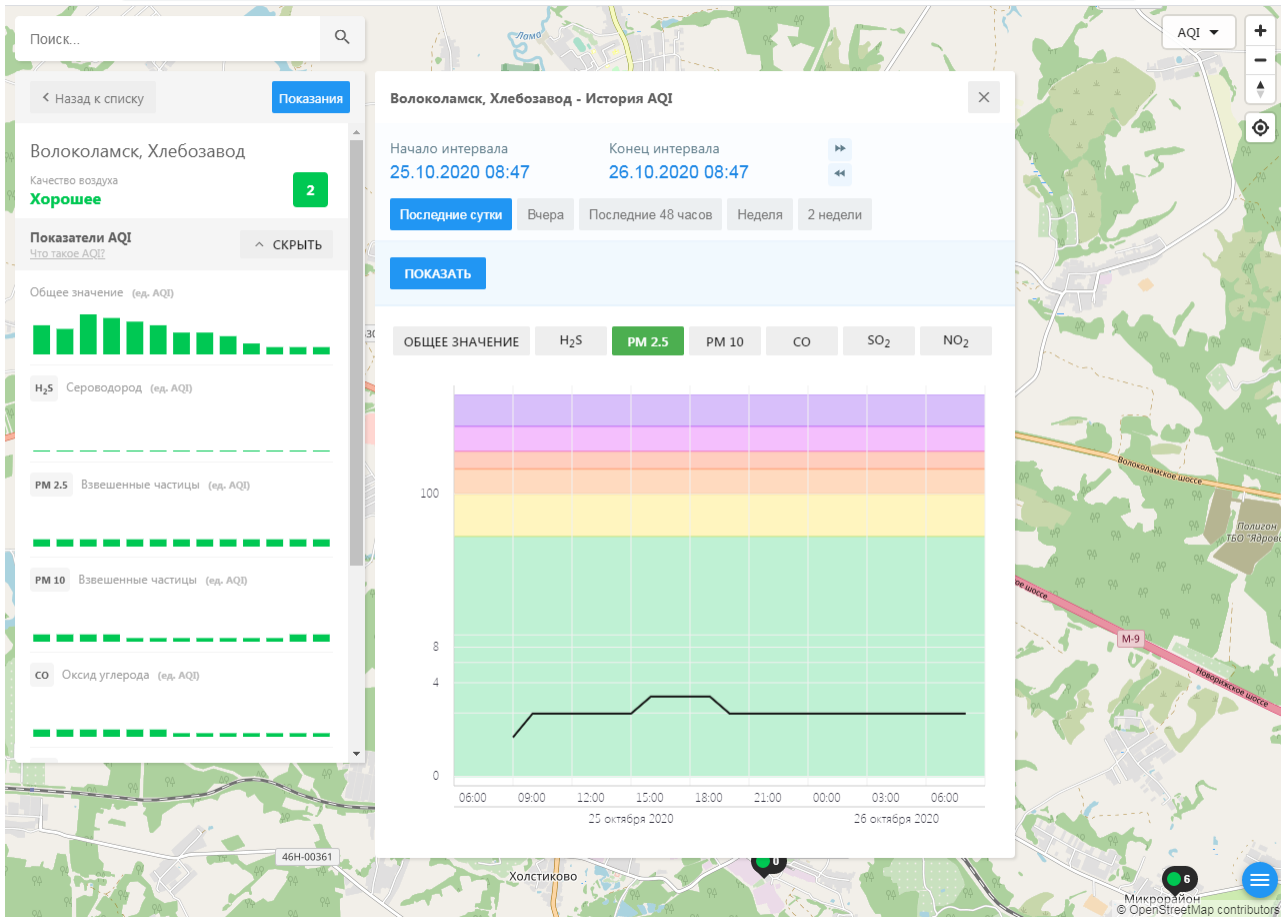 Поиск...
AQI
Ломо
Назад к списку
Показания
Волоколамск, Хлебозавод
Качество воздуха
Хорошее
2
Показатели AQI
Что такое AQI?
СКРЫТЬ
Общее значение (ед. AQI)
H2S Сероводород (ед. AQI)
PM 2.5 Взвешенные частицы (ед. AQI)
PM 10 Взвешенные частицы (ед. AQI)
CO Оксид углерода (ед. AQI)
Волоколамск, Хлебозавод - История AQI
Начало интервала
Конец интервала
25.10.2020 08:47
26.10.2020 08:47
Последние сутки
Вчера
Последние 48 часов
Неделя
2 недели
ПОКАЗАТЬ
ОБЩЕЕ ЗНАЧЕНИЕ
H2S
PM 2.5
PM 10
CO
SO2
NO2
100
8
4
0
06:00 09:00 12:00 15:00 18:00 21:00 00:00 03:00 06:00
25 октября 2020
26 октября 2020
Волоколамское шоссе
Полигон
ТБО "Ядрово
шоссе
М-9
Новорижское шоссе
46Н-00361
0
Холстиково
6
Микрорайон
© OpenStreetMap contributors